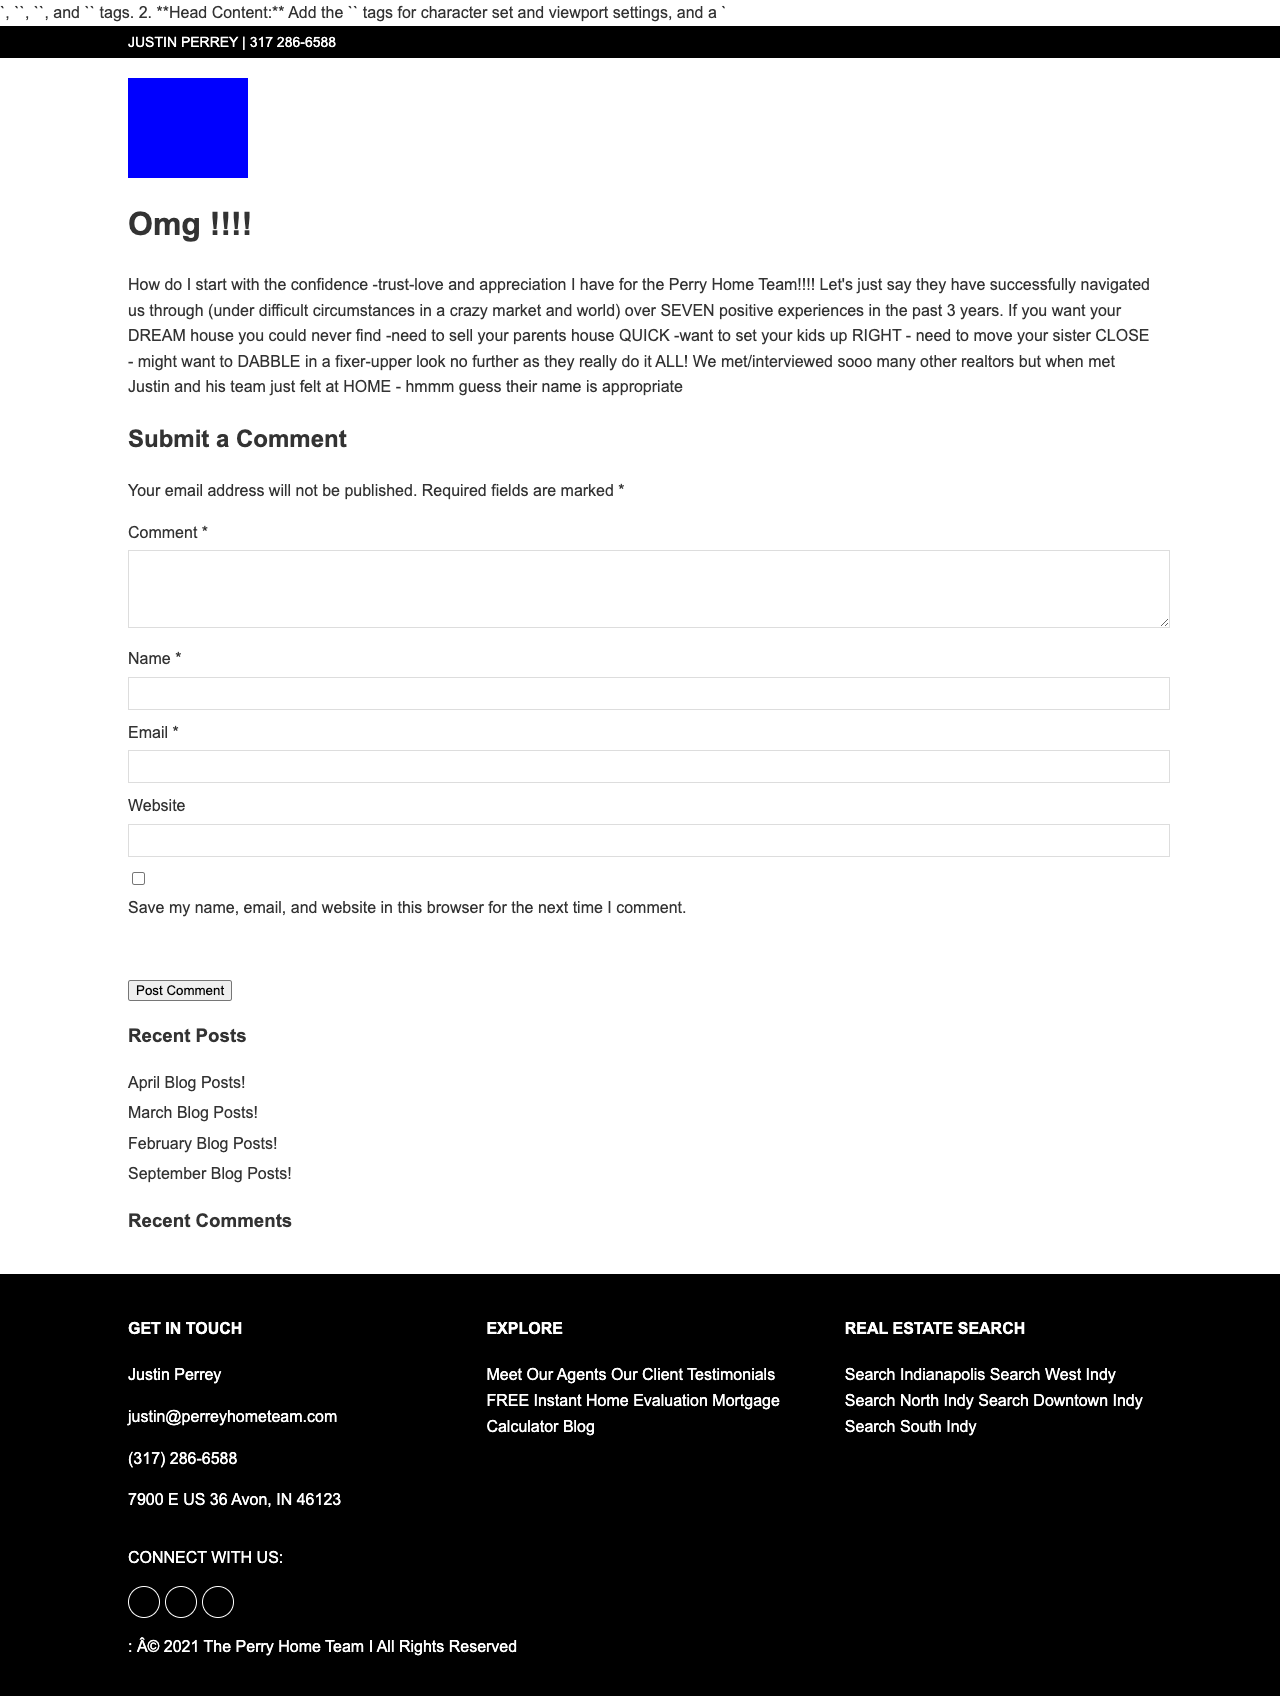 `, ``, ``, and `` tags. 2. **Head Content:** Add the `` tags for character set and viewport settings, and a `
JUSTIN PERREY | 317 286-6588
Omg !!!!
How do I start with the confidence -trust-love and appreciation I have for the Perry Home Team!!!! Let's just say they have successfully navigated
us through (under difficult circumstances in a crazy market and world) over SEVEN positive experiences in the past 3 years. If you want your
DREAM house you could never find -need to sell your parents house QUICK -want to set your kids up RIGHT - need to move your sister CLOSE
- might want to DABBLE in a fixer-upper look no further as they really do it ALL! We met/interviewed sooo many other realtors but when met
Justin and his team just felt at HOME - hmmm guess their name is appropriate
Submit a Comment
Your email address will not be published. Required fields are marked *
Comment *
Name *
Email *
Website
Save my name, email, and website in this browser for the next time I comment.
Post Comment
Recent Posts
April Blog Posts!
March Blog Posts!
February Blog Posts!
September Blog Posts!
Recent Comments
GET IN TOUCH
Justin Perrey
justin@perreyhometeam.com
(317) 286-6588
7900 E US 36 Avon, IN 46123
EXPLORE
Meet Our Agents Our Client Testimonials
FREE Instant Home Evaluation Mortgage
Calculator Blog
REAL ESTATE SEARCH
Search Indianapolis Search West Indy
Search North Indy Search Downtown Indy
Search South Indy
CONNECT WITH US:
: Â© 2021 The Perry Home Team I All Rights Reserved